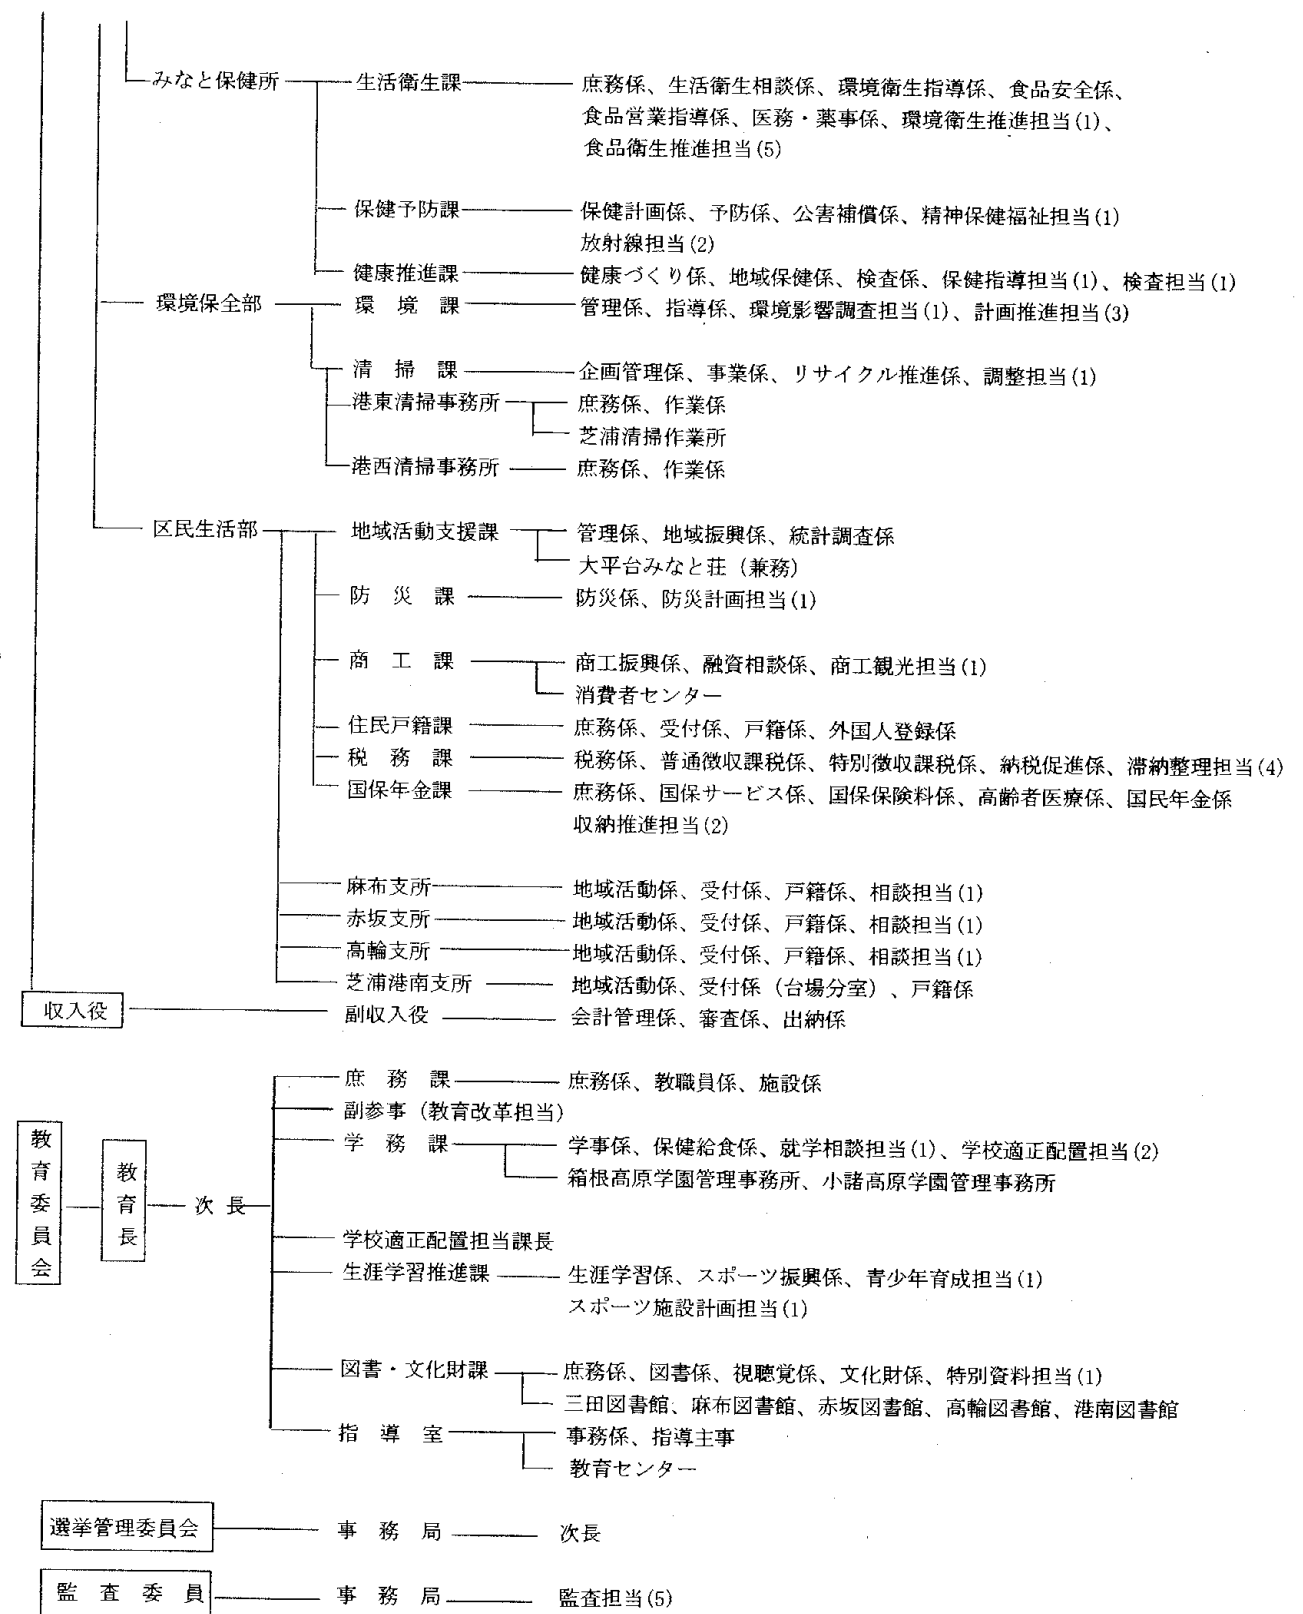 みなと保健所 生活衛生課 庶務係、生活衛生相談係、環境衛生指導係、食品安全係、
食品営業指導係、医務・薬事係、環境衛生推進担当(1)、
食品衛生推進担当(5)
保健予防課 保健計画係、予防係、公害補償係、精神保健福祉担当(1)
放射線担当(2)
健康推進課 健康づくり係、地域保健係、検査係、保健指導担当(1)、検査担当(1)
環境保全部 環境課 管理係、指導係、環境影響調査担当(1)、計画推進担当(3)
清掃課 企画管理係、事業係、リサイクル推進係、調整担当(1)
港東清掃事務所 庶務係、作業係
芝浦清掃作業所
港西清掃事務所 庶務係、作業係
区民生活部 地域活動支援課 管理係、地域振興係、統計調査係
大平台みなと荘（兼務）
防災課 防災係、防災計画担当(1)
商工課 商工振興係、融資相談係、商工観光担当(1)
消費者センター
住民戸籍課 庶務係、受付係、戸籍係、外国人登録係
税務課 税務係、普通徴収課税係、特別徴収課税係、納税促進係、滞納整理担当(4)
国保年金課 庶務係、国保サービス係、国保保険料係、高齢者医療係、国民年金係
収納推進担当(2)
麻布支所 地域活動係、受付係、戸籍係、相談担当(1)
赤坂支所 地域活動係、受付係、戸籍係、相談担当(1)
高輪支所 地域活動係、受付係、戸籍係、相談担当(1)
芝浦港南支所 地域活動係、受付係（台場分室）、戸籍係
収入役 副収入役 会計管理係、審査係、出納係
庶務課 庶務係、教職員係、施設係
副参事（教育改革担当）
学務課 学事係、保健給食係、就学相談担当(1)、学校適正配置担当(2)
箱根高原学園管理事務所、小諸高原学園管理事務所
教育委員会 教育長 次長
学校適正配置担当課長
生涯学習推進課 生涯学習係、スポーツ振興係、青少年育成担当(1)
スポーツ施設計画担当(1)
図書・文化財課 庶務係、図書係、視聴覚係、文化財係、特別資料担当(1)
三田図書館、麻布図書館、赤坂図書館、高輪図書館、港南図書館
指導室 事務係、指導主事
教育センター
選挙管理委員会 事務局 次長
監査委員 事務局 監査担当(5)